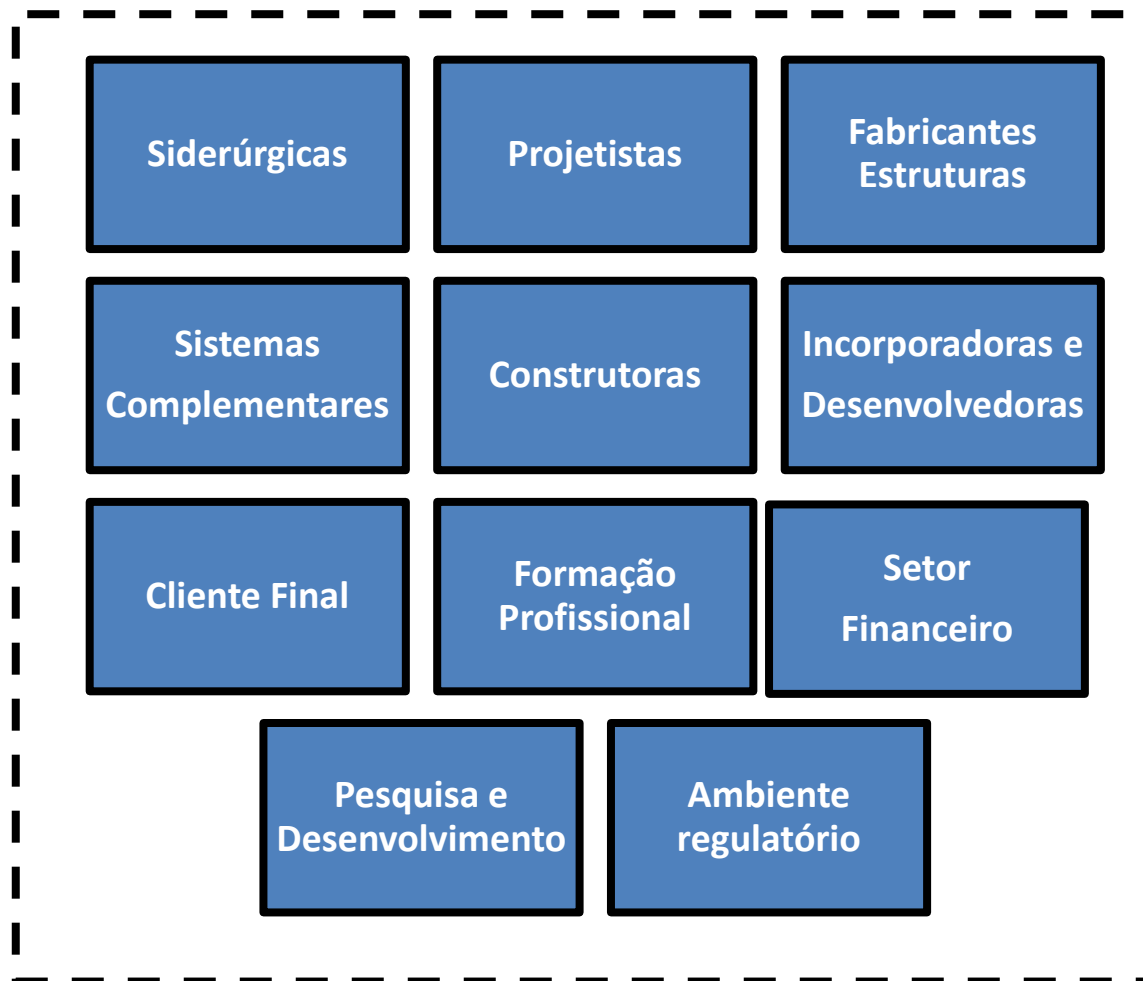 Siderúrgicas
Projetistas
Fabricantes
Estruturas
Sistemas
Complementares
Construtoras
Incorporadoras e
Desenvolvedoras
Cliente Final
Formação
Profissional
Setor
Financeiro
Pesquisa e
Desenvolvimento
Ambiente
regulatório